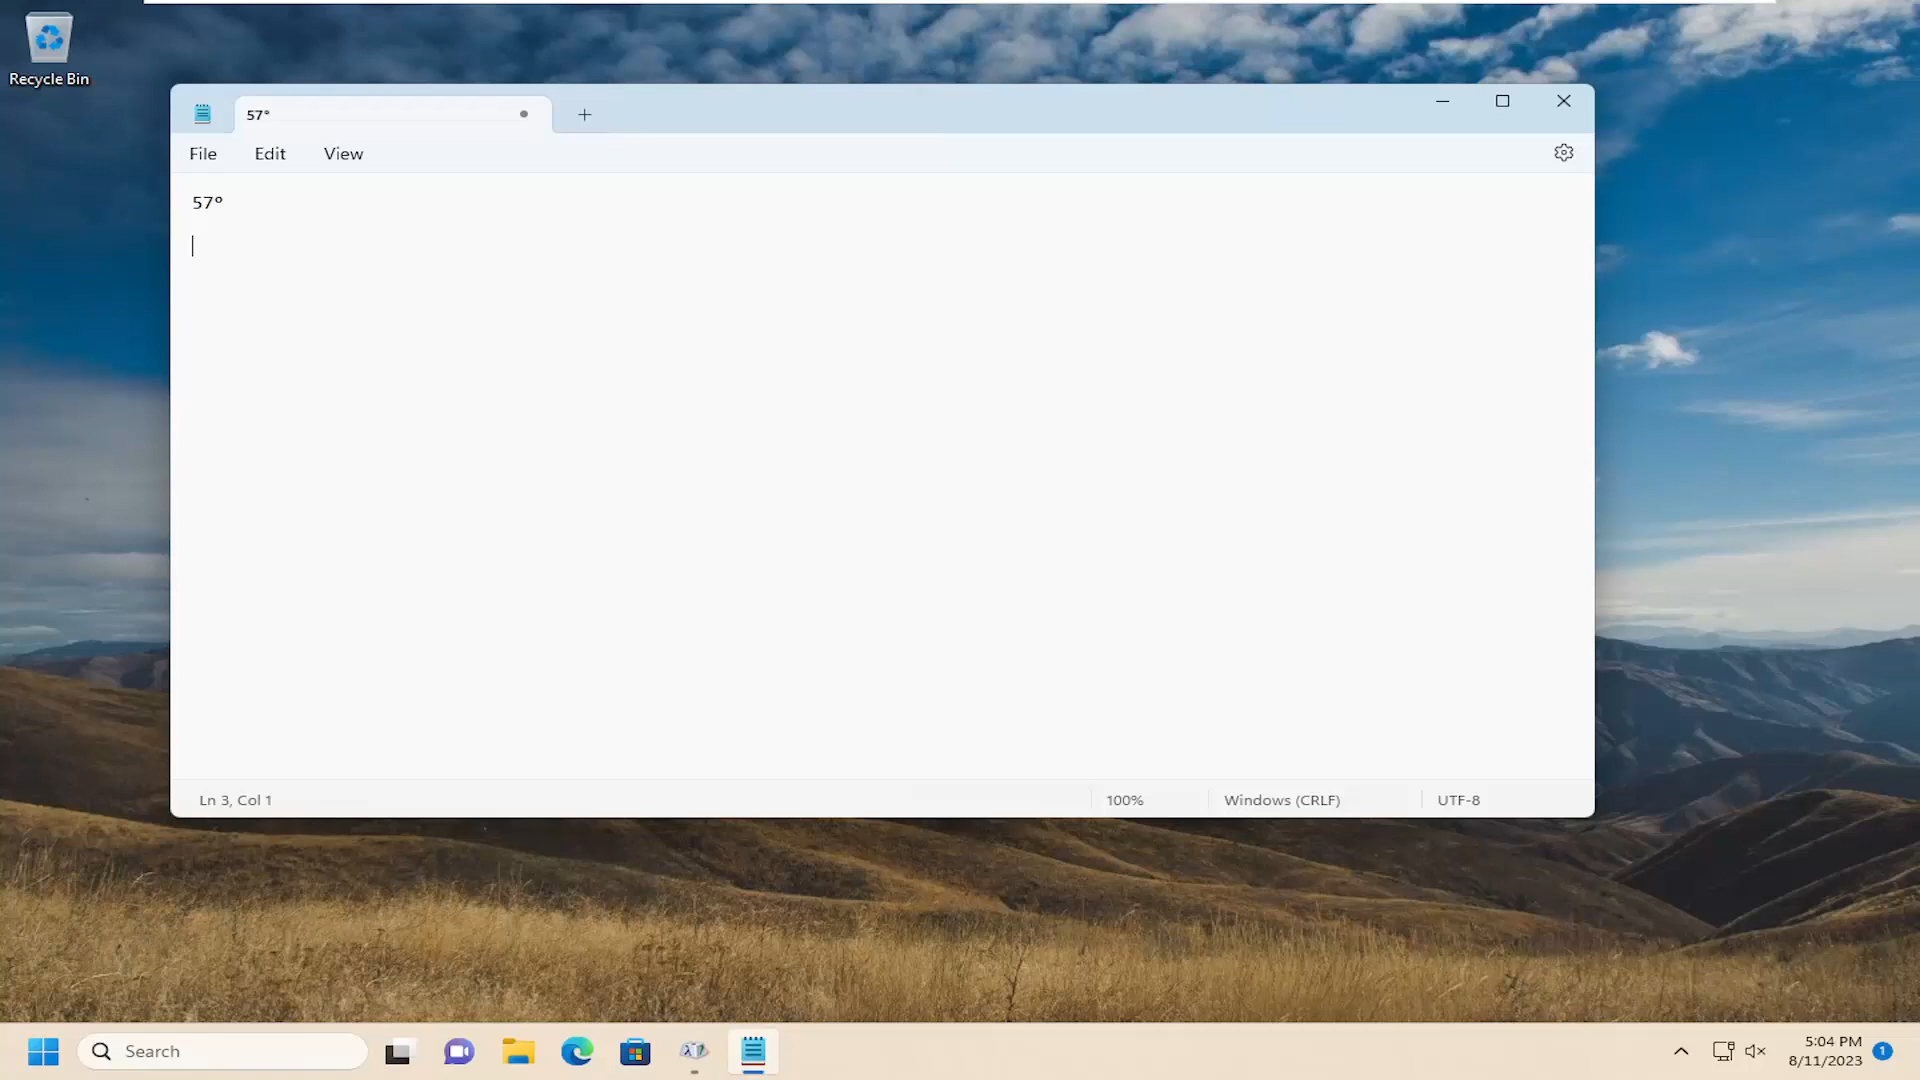 Recycle Bin
57°
File Edit View
57°
Ln 3, Col 1 100% Windows (CRLF) UTF-8
Search
5:04 PM
8/11/2023 1